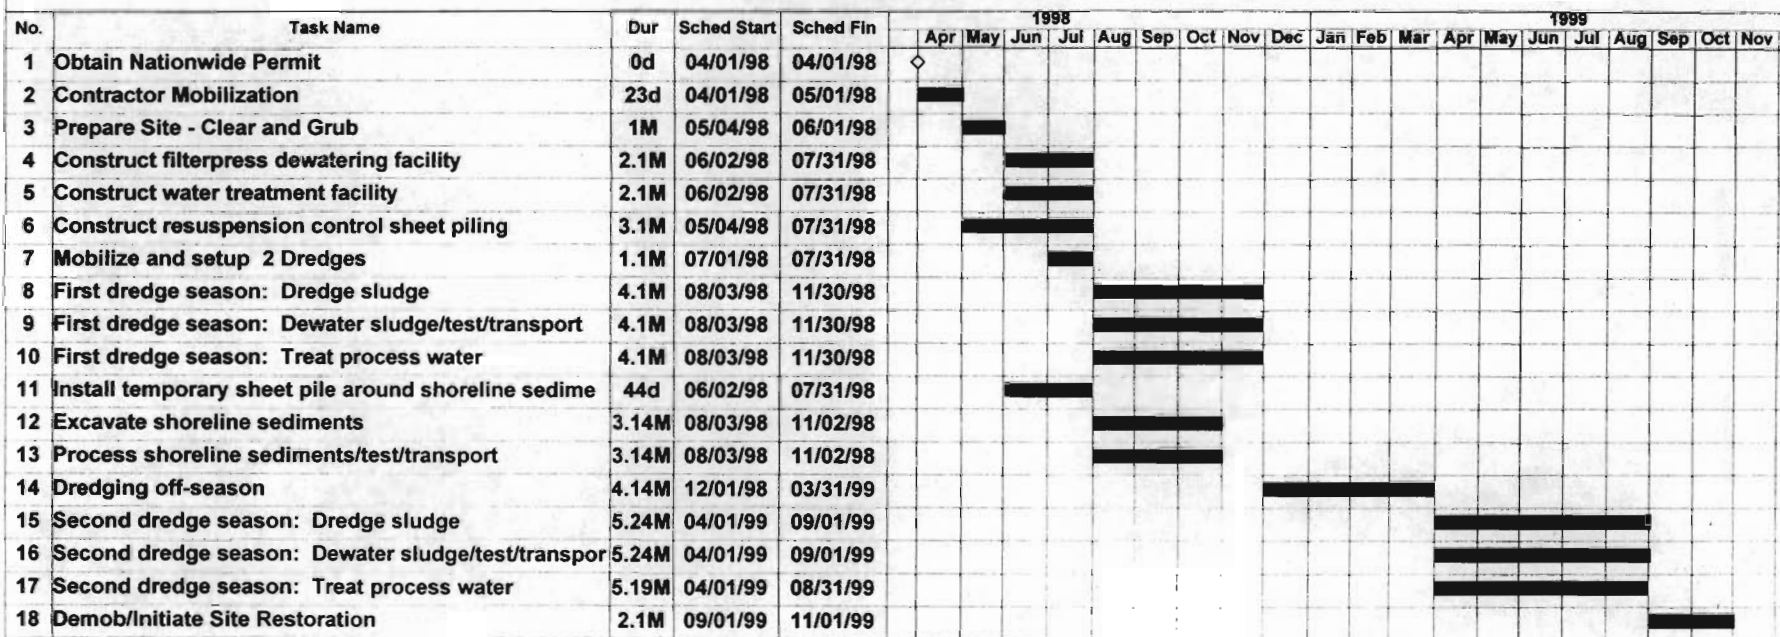 1998 1999
No. Task Name Dur Sched Start Sched Fin Apr May Jun Jul Aug Sep Oct Nov Dec Jan Feb Mar Apr May Jun Jul Aug Sep Oct Nov
1 Obtain Nationwide Permit 0d 04/01/98 04/01/98
2 Contractor Mobilization 23d 04/01/98 05/01/98
3 Prepare Site - Clear and Grub 1M 05/04/98 06/01/98
4 Construct filterpress dewatering facility 2.1M 06/02/98 07/31/98
5 Construct water treatment facility 2.1M 06/02/98 07/31/98
6 Construct resuspension control sheet piling 3.1M 05/04/98 07/31/98
7 Mobilize and setup 2 Dredges 1.1M 07/01/98 07/31/98
8 First dredge season: Dredge sludge 4.1M 08/03/98 11/30/98
9 First dredge season: Dewater sludge/test/transport 4.1M 08/03/98 11/30/98
10 First dredge season: Treat process water 4.1M 08/03/98 11/30/98
11 Install temporary sheet pile around shoreline sedime 44d 06/02/98 07/31/98
12 Excavate shoreline sediments 3.14M 08/03/98 11/02/98
13 Process shoreline sediments/test/transport 3.14M 08/03/98 11/02/98
14 Dredging off-season 4.14M 12/01/98 03/31/99
15 Second dredge season: Dredge sludge 5.24M 04/01/99 09/01/99
16 Second dredge season: Dewater sludge/test/transpor 5.24M 04/01/99 09/01/99
17 Second dredge season: Treat process water 5.19M 04/01/99 08/31/99
18 Demob/Initiate Site Restoration 2.1M 09/01/99 11/01/99